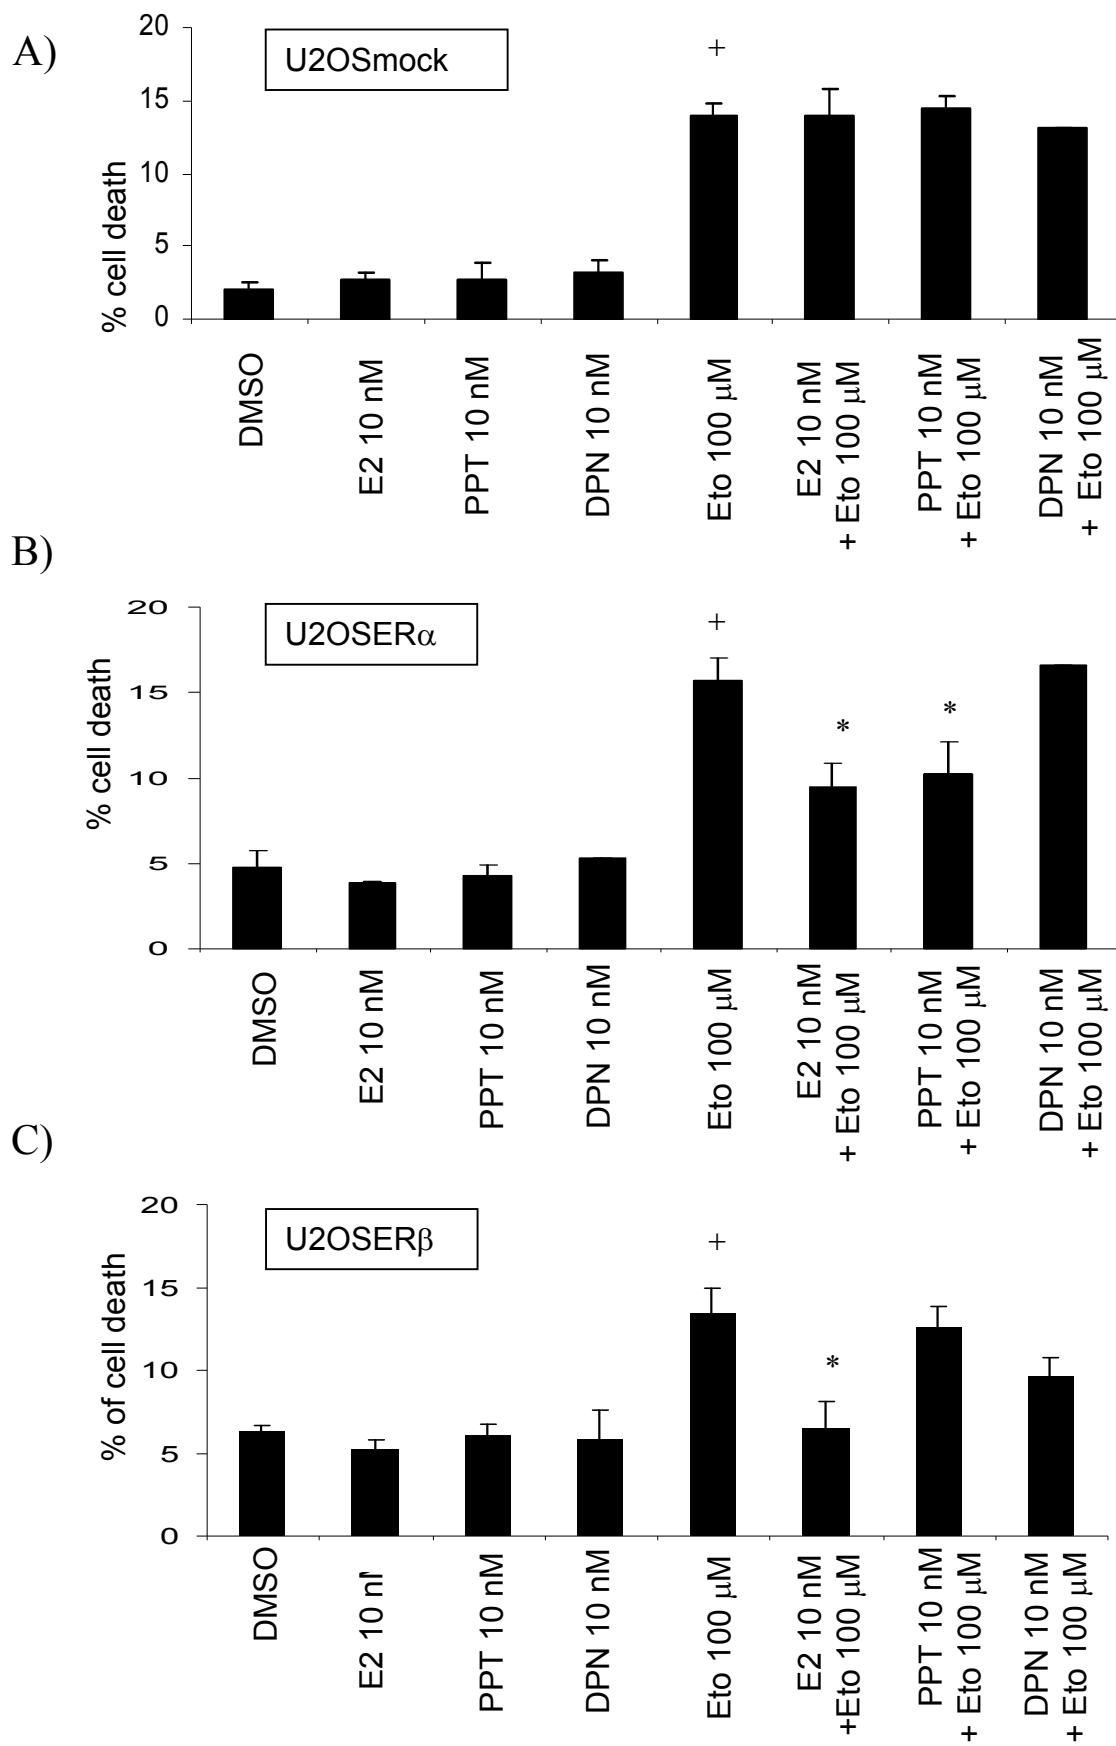 A)
U2OSmock
+
% cell death
20
15
10
5
0
DMSO
E2 10 nM
PPT 10 nM
DPN 10 nM
Eto 100 μM
E2 10 nM
+ Eto 100 μM
PPT 10 nM
+ Eto 100 μM
DPN 10 nM
+ Eto 100 μM
B)
U2OSERα
+
*
*
% cell death
20
15
10
5
0
DMSO
E2 10 nM
PPT 10 nM
DPN 10 nM
Eto 100 μM
E2 10 nM
+ Eto 100 μM
PPT 10 nM
+ Eto 100 μM
DPN 10 nM
+ Eto 100 μM
C)
U2OSERβ
+
*
% of cell death
20
15
10
5
0
DMSO
E2 10
PPT 10 nM
DPN 10 nM
Eto 100 μM
E2 10 nM
+Eto 100 μM
PPT 10 nM
+ Eto 100 μM
DPN 10 nM
+ Eto 100 μM